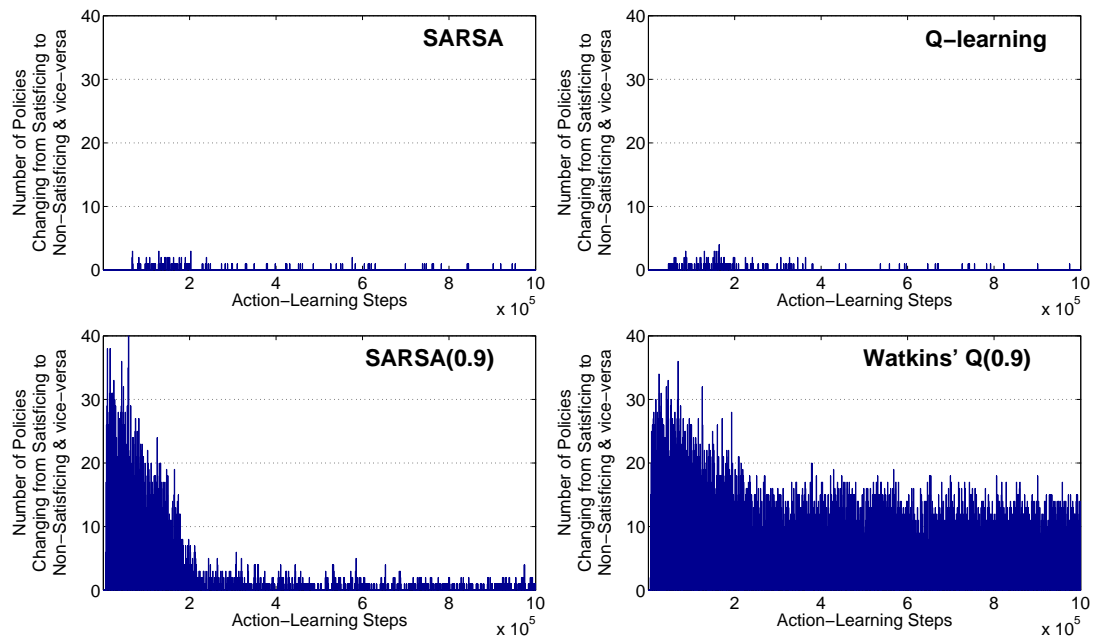 SARSA
Number of Policies
Changing from Satisficing to
Non−Satisficing & vice−versa
40
30
20
10
0
2
4
6
8
10
x 10^5
Action−Learning Steps
Q−learning
Number of Policies
Changing from Satisficing to
Non−Satisficing & vice−versa
40
30
20
10
0
2
4
6
8
10
x 10^5
Action−Learning Steps
SARSA(0.9)
Number of Policies
Changing from Satisficing to
Non−Satisficing & vice−versa
40
30
20
10
0
2
4
6
8
10
x 10^5
Action−Learning Steps
Watkins' Q(0.9)
Number of Policies
Changing from Satisficing to
Non−Satisficing & vice−versa
40
30
20
10
0
2
4
6
8
10
x 10^5
Action−Learning Steps